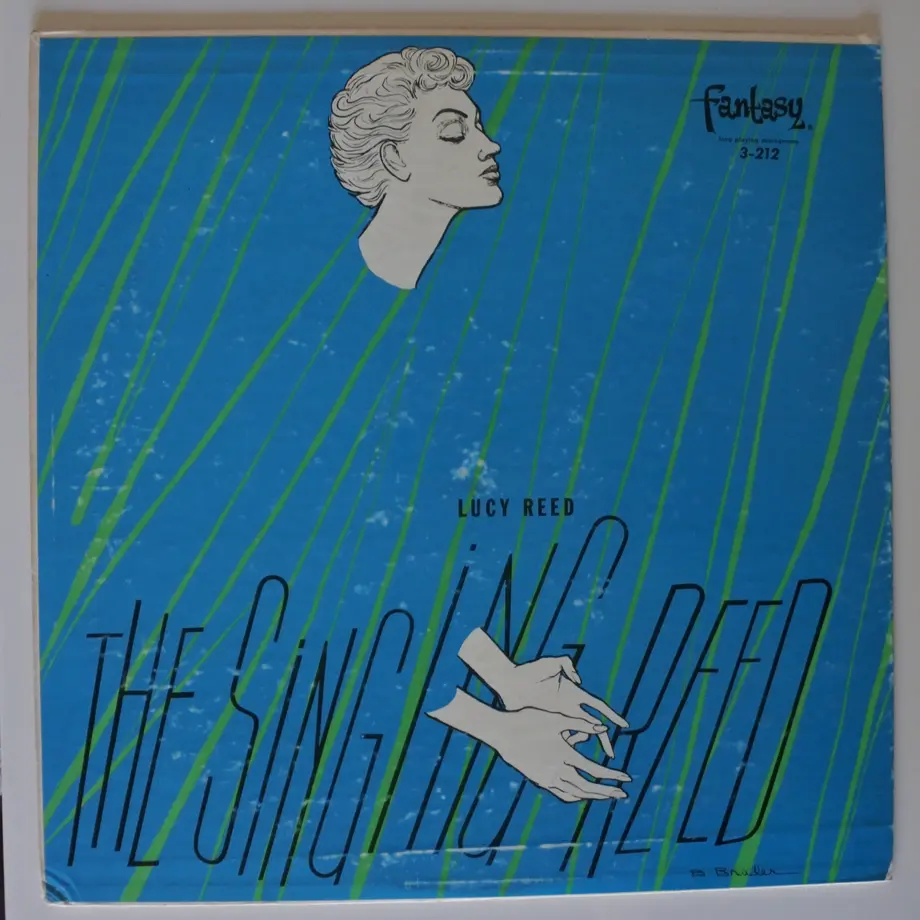 Fantasy®
long playing microgroove
3-212
LUCY REED
THE SiNGiNG REED